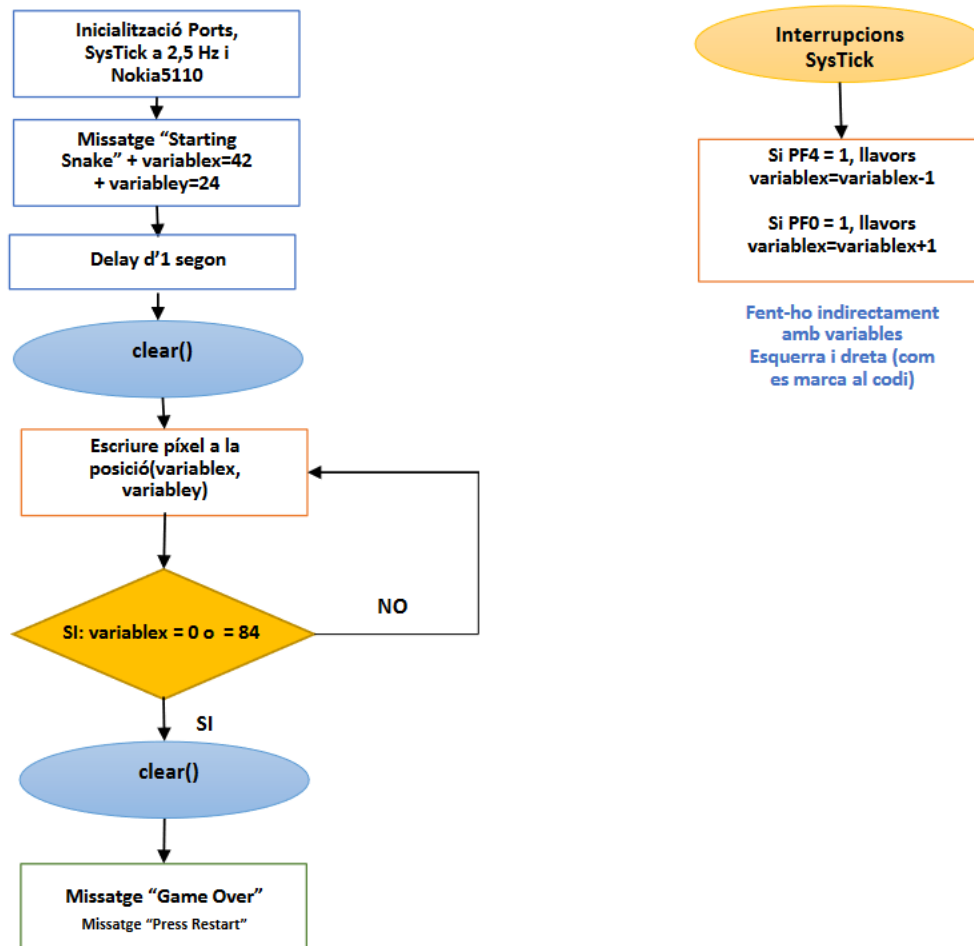 Inicialització Ports,
SysTick a 2,5 Hz i
Nokia5110
Missatge “Starting
Snake” + variablex=42
+ variabley=24
Delay d’1 segon
clear()
Escriure píxel a la
posició(variablex,
variabley)
SI: variablex = 0 o = 84
NO
SI
clear()
Missatge “Game Over”
Missatge “Press Restart”
Interrupcions
SysTick
Si PF4 = 1, llavors
variablex=variablex-1
Si PF0 = 1, llavors
variablex=variablex+1
Fent-ho indirectament
amb variables
Esquerra i dreta (com
es marca al codi)